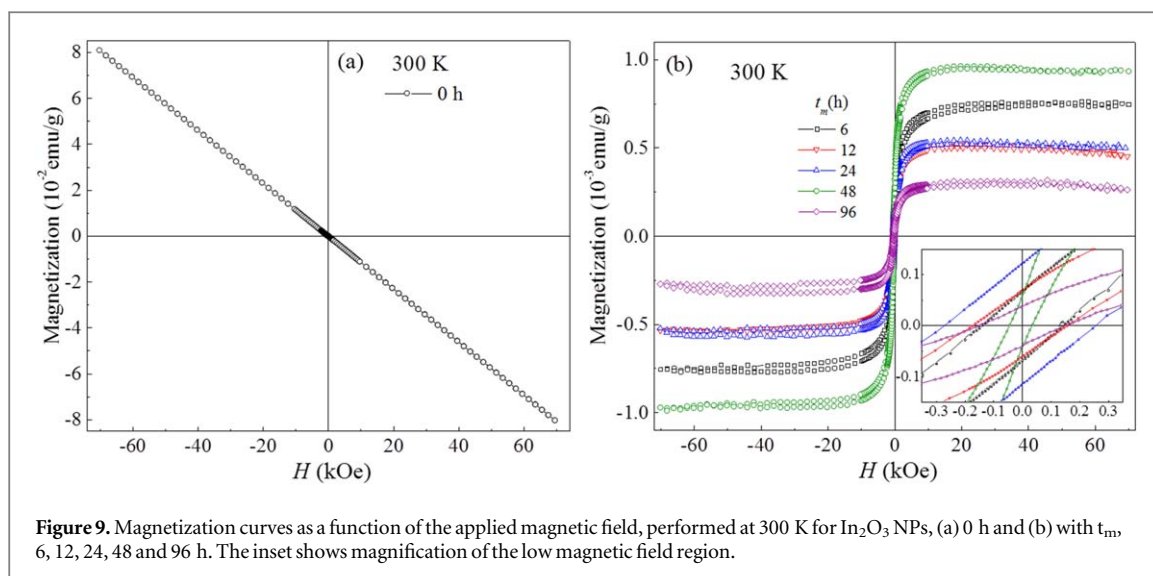 (a)
300 K
0 h
8
6
4
2
0
-2
-4
-6
-8
Magnetization (10⁻² emu/g)
-60 -40 -20 0 20 40 60
H (kOe)
(b)
300 K
tₘ(h)
6
12
24
48
96
1.0
0.5
0.0
-0.5
-1.0
Magnetization (10⁻³ emu/g)
0.1
0.0
-0.1
-0.3 -0.2 -0.1 0.0 0.1 0.2 0.3
-60 -40 -20 0 20 40 60
H (kOe)
Figure 9. Magnetization curves as a function of the applied magnetic field, performed at 300 K for In₂O₃ NPs, (a) 0 h and (b) with tₘ,
6, 12, 24, 48 and 96 h. The inset shows magnification of the low magnetic field region.